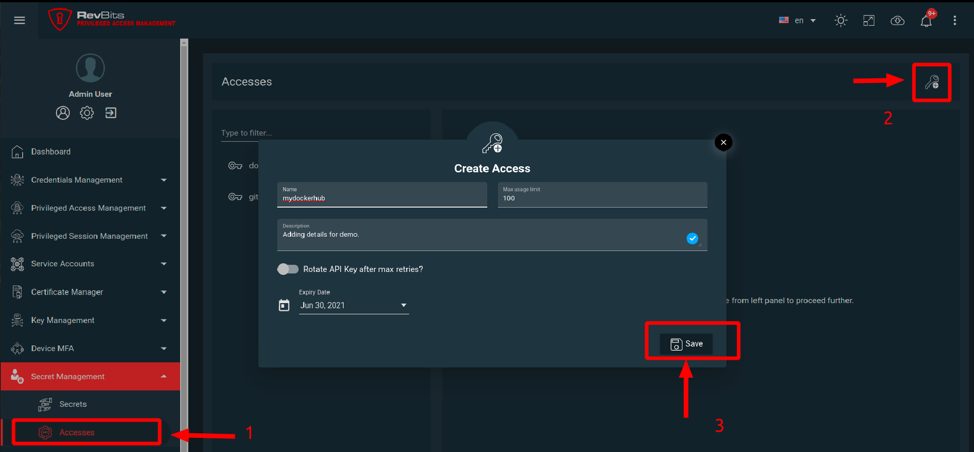 RevBits
PRIVILEGED ACCESS MANAGEMENT
en
9+
Admin User
Dashboard
Credentials Management
Privileged Access Management
Privileged Session Management
Service Accounts
Certificate Manager
Key Management
Device MFA
Secret Management
Secrets
Accesses
1
Accesses
2
Type to filter...
do
git
Create Access
Name
mydockerhub
Max usage limit
100
Description
Adding details for demo.
Rotate API Key after max retries?
Expiry Date
Jun 30, 2021
Save
3
e from left panel to proceed further.